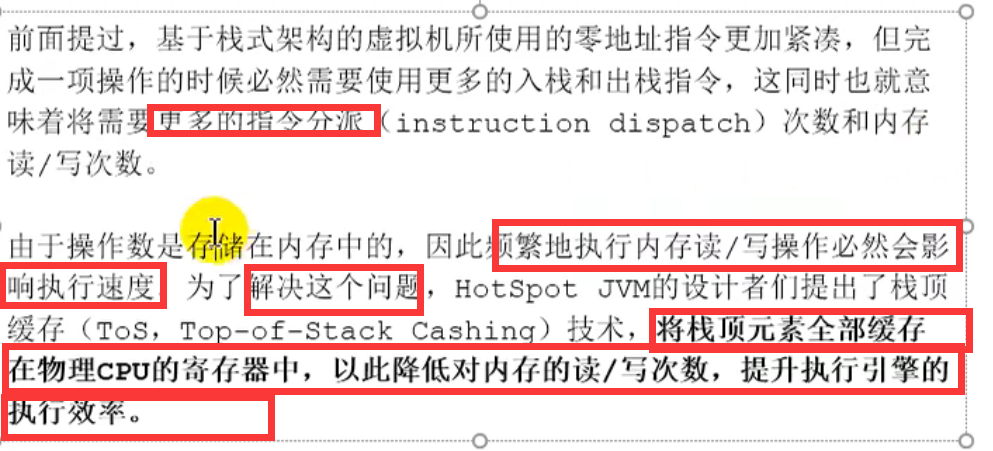 前面提过，基于栈式架构的虚拟机所使用的零地址指令更加紧凑，但完
成一项操作的时候必然需要使用更多的入栈和出栈指令，这同时也就意
味着将需要更多的指令分派（instruction dispatch）次数和内存
读/写次数。
由于操作数是存储在内存中的，因此频繁地执行内存读/写操作必然会影
响执行速度 为了解决这个问题，HotSpot JVM的设计者们提出了栈顶
缓存（ToS，Top-of-Stack Cashing）技术，将栈顶元素全部缓存
在物理CPU的寄存器中，以此降低对内存的读/写次数，提升执行引擎的
执行效率。